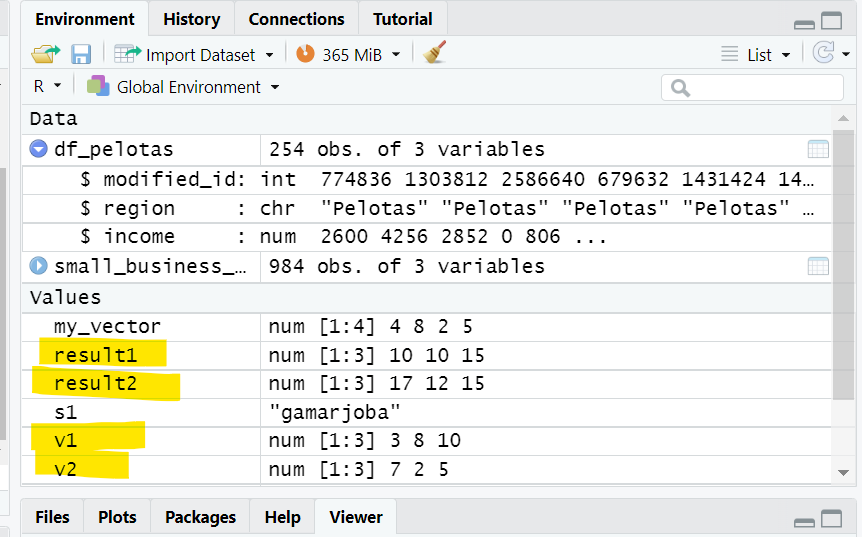 Environment History Connections Tutorial
Import Dataset 365 MiB List
R Global Environment
Data
df_pelotas 254 obs. of 3 variables
$ modified_id: int 774836 1303812 2586640 679632 1431424 14…
$ region : chr "Pelotas" "Pelotas" "Pelotas" "Pelotas" …
$ income : num 2600 4256 2852 0 806 ...
small_business_… 984 obs. of 3 variables
Values
my_vector num [1:4] 4 8 2 5
result1 num [1:3] 10 10 15
result2 num [1:3] 17 12 15
s1 "gamarjoba"
v1 num [1:3] 3 8 10
v2 num [1:3] 7 2 5
Files Plots Packages Help Viewer